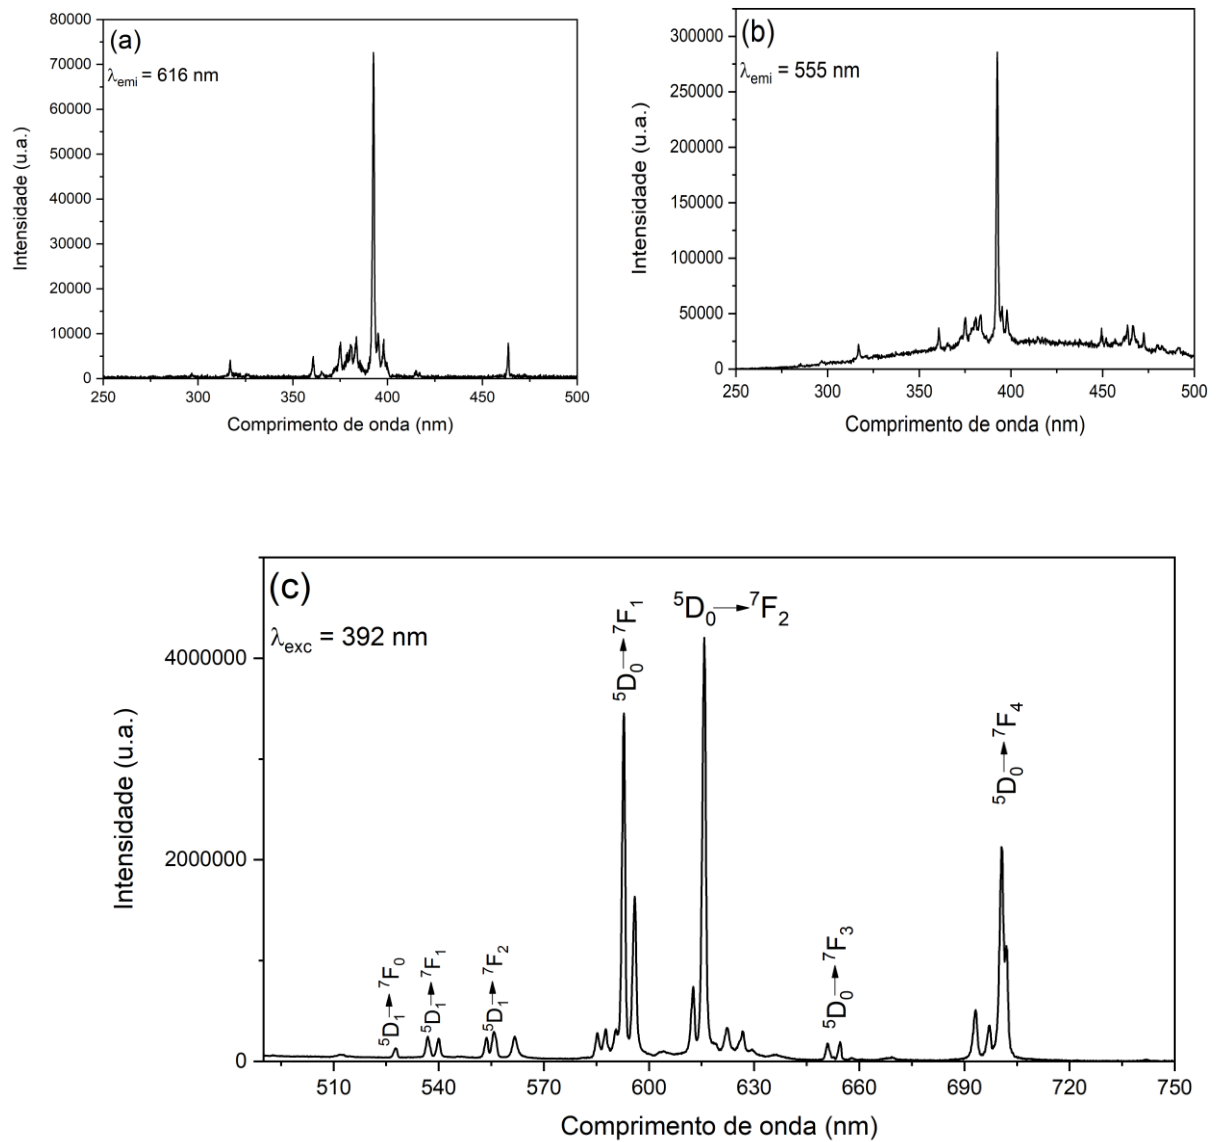 (a)
λemi = 616 nm
80000
70000
60000
50000
40000
30000
20000
10000
0
Intensidade (u.a.)
250 300 350 400 450 500
Comprimento de onda (nm)
(b)
λemi = 555 nm
300000
250000
200000
150000
100000
50000
0
Intensidade (u.a.)
250 300 350 400 450 500
Comprimento de onda (nm)
(c)
λexc = 392 nm
4000000
2000000
0
Intensidade (u.a.)
⁵D₁→⁷F₀
⁵D₁→⁷F₁
⁵D₁→⁷F₂
⁵D₀→⁷F₁
⁵D₀→⁷F₂
⁵D₀→⁷F₃
⁵D₀→⁷F₄
510 540 570 600 630 660 690 720 750
Comprimento de onda (nm)